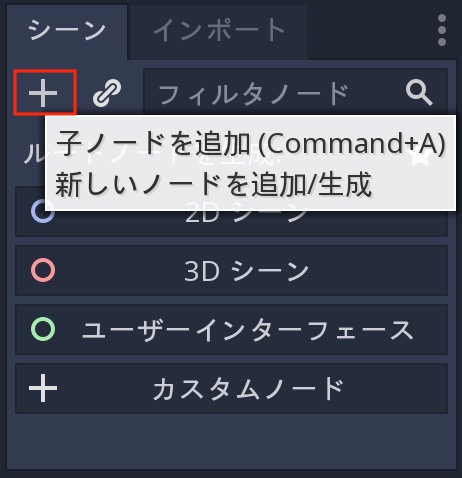 シーン
インポート
フィルタノード
子ノードを追加 (Command+A)
新しいノードを追加/生成
2D シーン
3D シーン
ユーザーインターフェース
カスタムノード